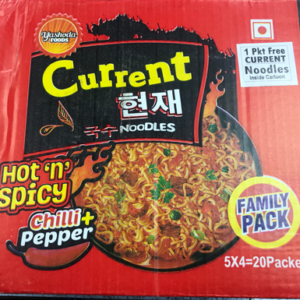 Yashoda
FOODS
Current
현재
국수 NOODLES
1 Pkt Free
CURRENT
Noodles
Inside Cartoon
Hot 'n'
Spicy
Chilli+
Pepper
FAMILY
PACK
5X4=20Packe